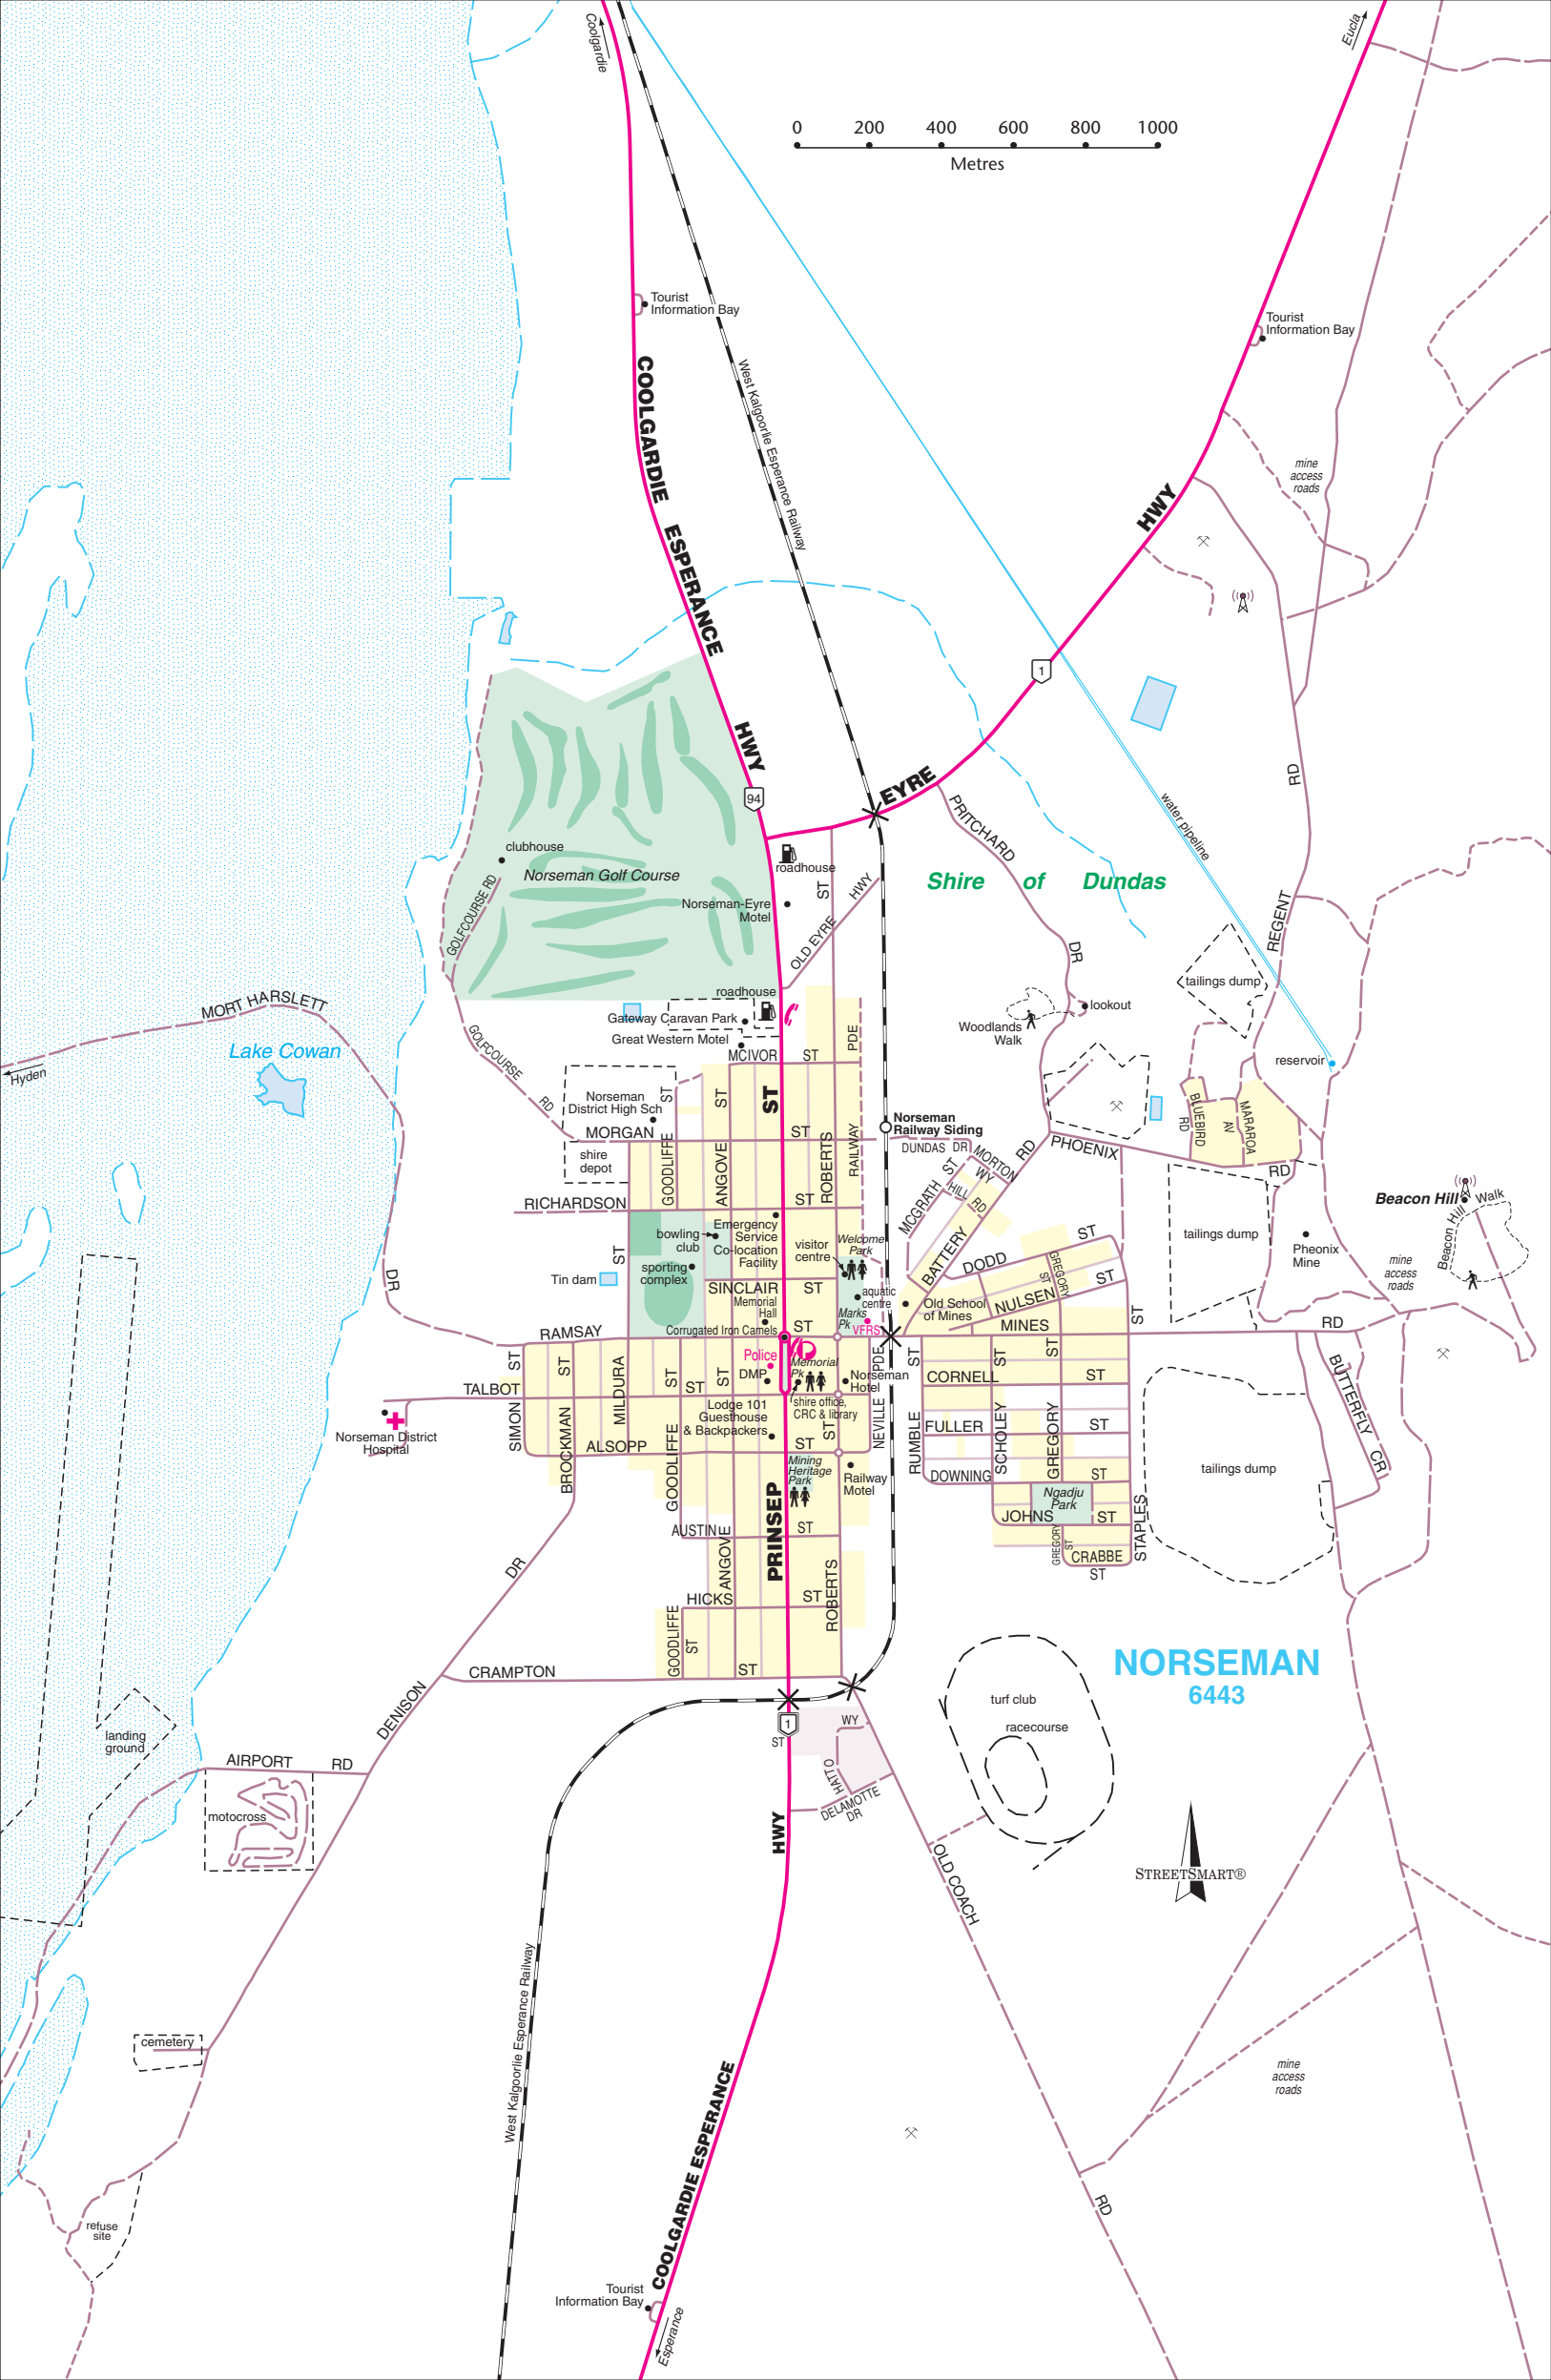 Coolgardie
Eucla
0 200 400 600 800 1000
Metres
Tourist
Information Bay
Tourist
Information Bay
COOLGARDIE ESPERANCE HWY
West Kalgoorlie Esperance Railway
mine
access
roads
HWY
1
RD
94
EYRE
PRITCHARD
DR
water pipeline
clubhouse
Norseman Golf Course
GOLFCOURSE RD
roadhouse
ST
OLD EYRE HWY
Norseman-Eyre
Motel
Shire of Dundas
REGENT
tailings dump
lookout
Woodlands
Walk
reservoir
MORT HARSLETT
Lake Cowan
Hyden
GOLFCOURSE
RD
roadhouse
Gateway Caravan Park
Great Western Motel
MCIVOR ST
PDE
Norseman
District High Sch
ST
ST
ST
Norseman
Railway Siding
MORGAN ST
shire
depot
GOODLIFFE
ANGOVE
ROBERTS
RAILWAY
DUNDAS DR
MORTON
WY
RD
PHOENIX
RD
BLUEBIRD
RD
AV
MARAROA
MCGRATH ST
HILL
RD
BATTERY
RICHARDSON ST
Beacon Hill
Beacon Hill Walk
ST
bowling
club
sporting
complex
Tin dam
Emergency
Service
Co-location
Facility
visitor
centre
Welcome
Park
DODD ST
GREGORY
ST
NULSEN ST
tailings dump
Pheonix
Mine
mine
access
roads
DR
SINCLAIR ST
Memorial
Hall
aquatic
centre
Marks
Pk
VFRS
Old School
of Mines
MINES
ST
RD
RAMSAY ST
Corrugated Iron Camels
Police
DMP
Memorial
Pk
Norseman
Hotel
PDE
NEVILLE
ST
ST
ST
CORNELL ST
BUTTERFLY CR
ST
ST
MILDURA
ST
ST
TALBOT ST
SIMON
BROCKMAN
Norseman District
Hospital
Lodge 101
Guesthouse
& Backpackers
shire office,
CRC & library
ST
ALSOPP ST
GOODLIFFE
RUMBLE
FULLER ST
SCHOLEY
GREGORY
DOWNING ST
tailings dump
Mining
Heritage
Park
Railway
Motel
Ngadju
Park
JOHNS ST
GREGORY
ST
CRABBE
ST
STAPLES
PRINSEP
AUSTIN ST
ANGOVE
ROBERTS
HICKS ST
GOODLIFFE
ST
DR
CRAMPTON ST
DENISON
NORSEMAN
6443
turf club
racecourse
landing
ground
AIRPORT RD
motocross
1
ST
WY
HAITO
DELAMOTTE
DR
HWY
OLD COACH
STREETSMART®
West Kalgoorlie Esperance Railway
cemetery
mine
access
roads
COOLGARDIE ESPERANCE
RD
refuse
site
Tourist
Information Bay
Esperance